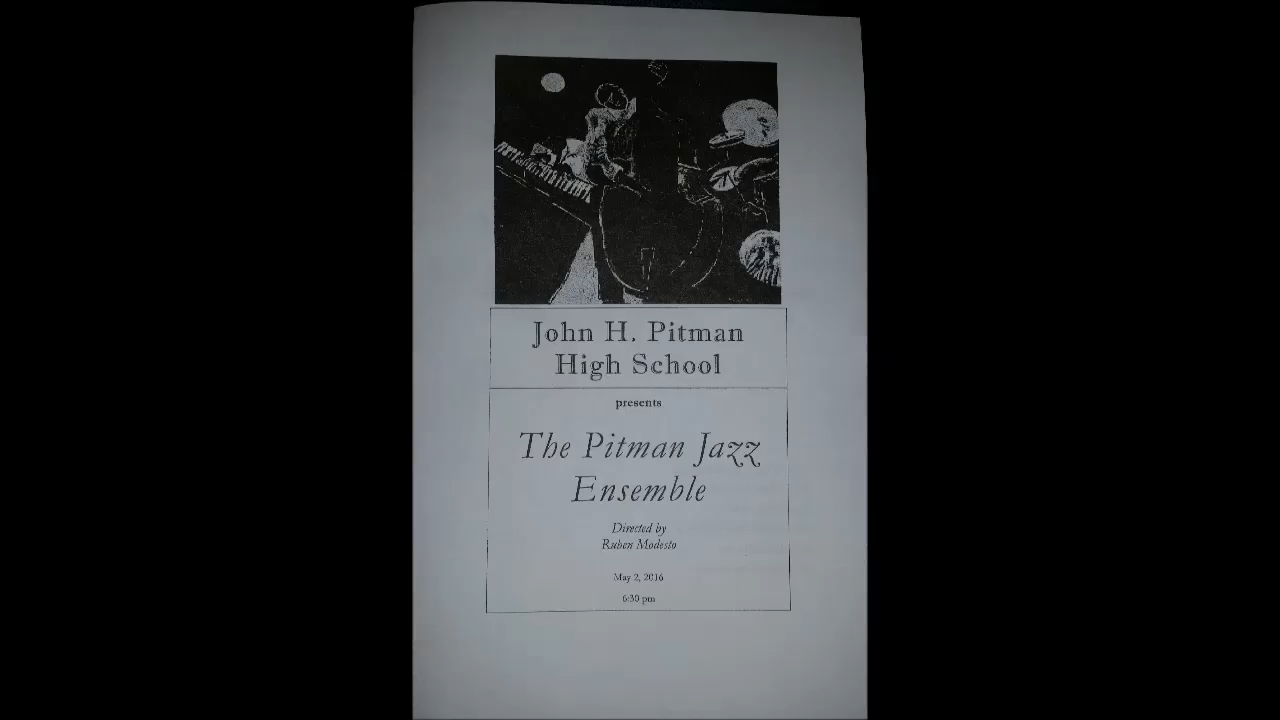 John H. Pitman
High School
presents
The Pitman Jazz
Ensemble
Directed by
Ruben Modesto
May 2, 2016
6:30 pm